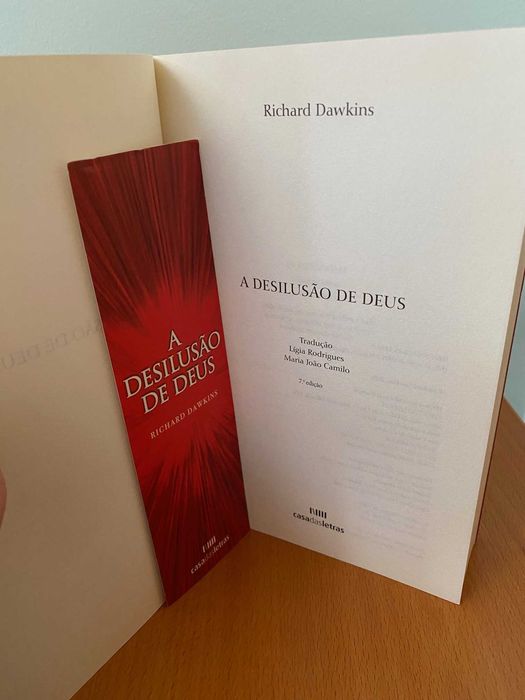 A
DESILUSÃO
DE DEUS
RICHARD DAWKINS
casadasletras
Richard Dawkins
A DESILUSÃO DE DEUS
Tradução
Lígia Rodrigues
Maria João Camilo
7.ª edição
casadasletras